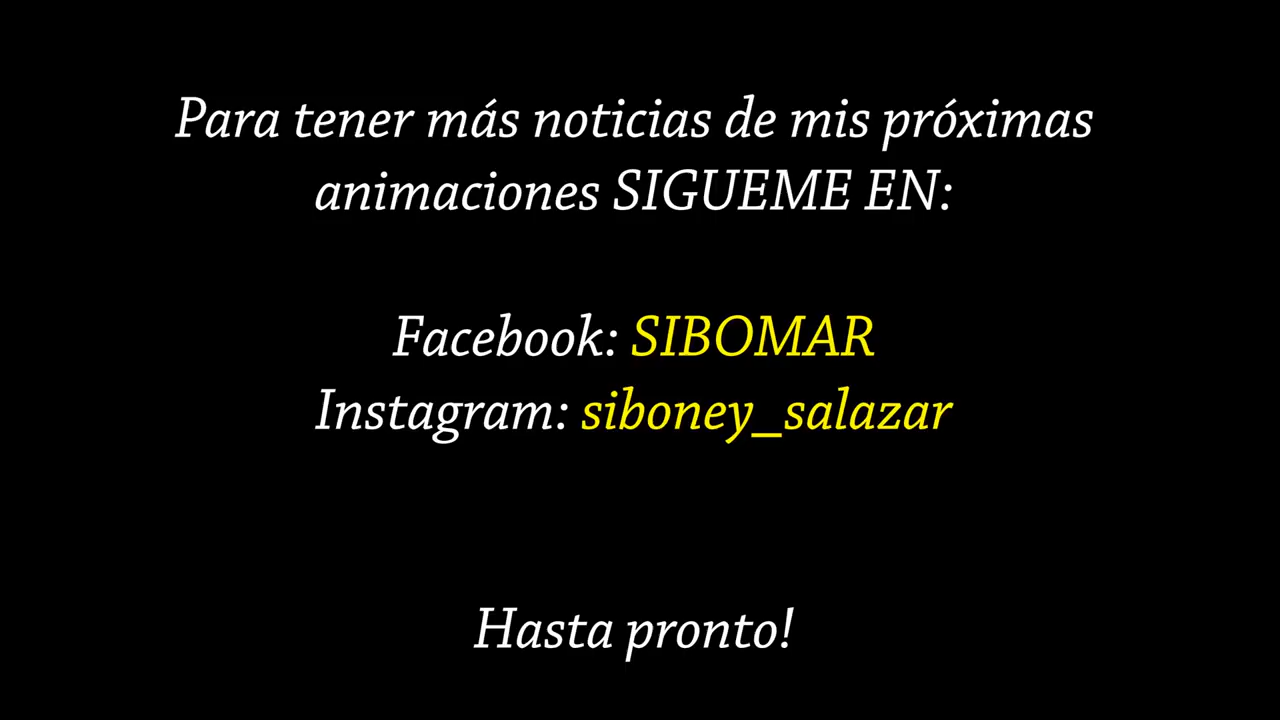 Para tener más noticias de mis próximas
animaciones SIGUEME EN:
Facebook: SIBOMAR
Instagram: siboney_salazar
Hasta pronto!